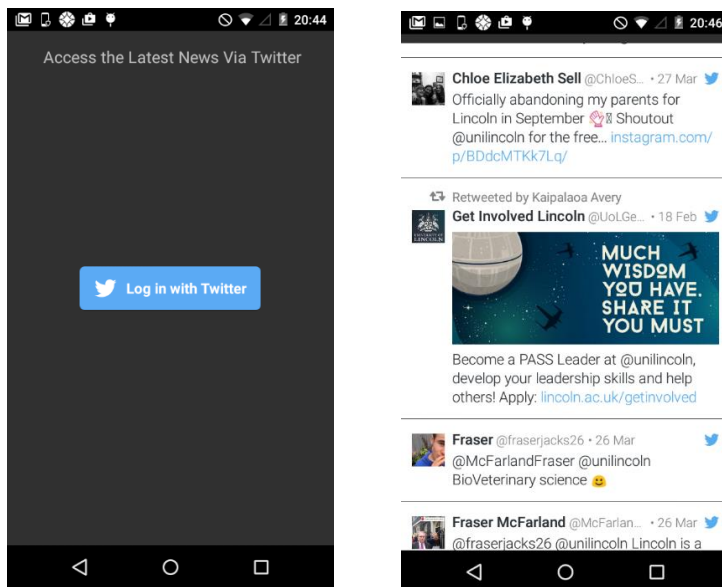 20:44
Access the Latest News Via Twitter
Log in with Twitter
20:46
Chloe Elizabeth Sell @ChloeS... • 27 Mar
Officially abandoning my parents for
Lincoln in September Shoutout
@unilincoln for the free... instagram.com/
p/BDdcMTKk7Lq/
Retweeted by Kaipalaoa Avery
Get Involved Lincoln @UoLGe... • 18 Feb
UNIVERSITY OF
LINCOLN
MUCH
WISDOM
YOU HAVE.
SHARE IT
YOU MUST
Become a PASS Leader at @unilincoln,
develop your leadership skills and help
others! Apply: lincoln.ac.uk/getinvolved
Fraser @fraserjacks26 • 26 Mar
@McFarlandFraser @unilincoln
BioVeterinary science 😃
Fraser McFarland @McFarlan... • 26 Mar
@fraserjacks26 @unilincoln Lincoln is a